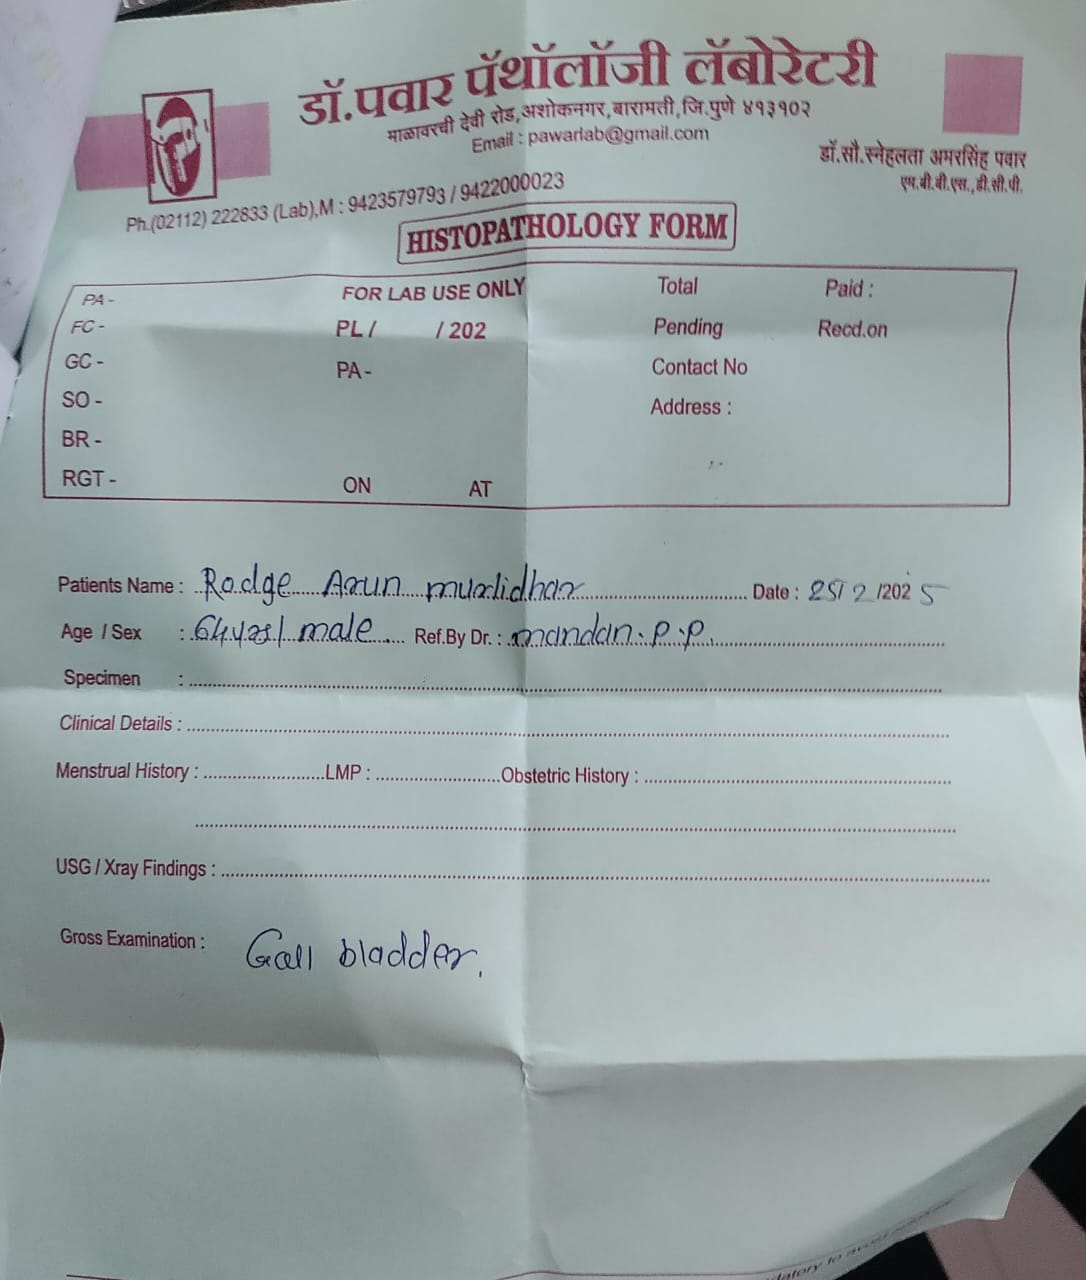 डॉ.पवार पॅथॉलॉजी लॅबोरेटरी
माळावरची देवी रोड,अशोकनगर,बारामती,जि.पुणे ४१३१०२
Email : pawarlab@gmail.com
डॉ.सौ.स्नेहलता अमरसिंह पवार
एम.बी.बी.एस.,डी.सी.पी.
Ph.(02112) 222833 (Lab),M : 9423579793 / 9422000023
HISTOPATHOLOGY FORM
PA - FOR LAB USE ONLY Total Paid :
FC - PL / / 202 Pending Recd.on
GC - PA - Contact No
SO - Address :
BR -
RGT - ON AT
Patients Name : Rodge Arun murlidhar Date : 25/ 2 /2025
Age / Sex : 64yrs / male Ref.By Dr. : mandan. p.p.
Specimen :
Clinical Details :
Menstrual History : LMP : Obstetric History :
USG / Xray Findings :
Gross Examination : Gall bladder.
to avoid